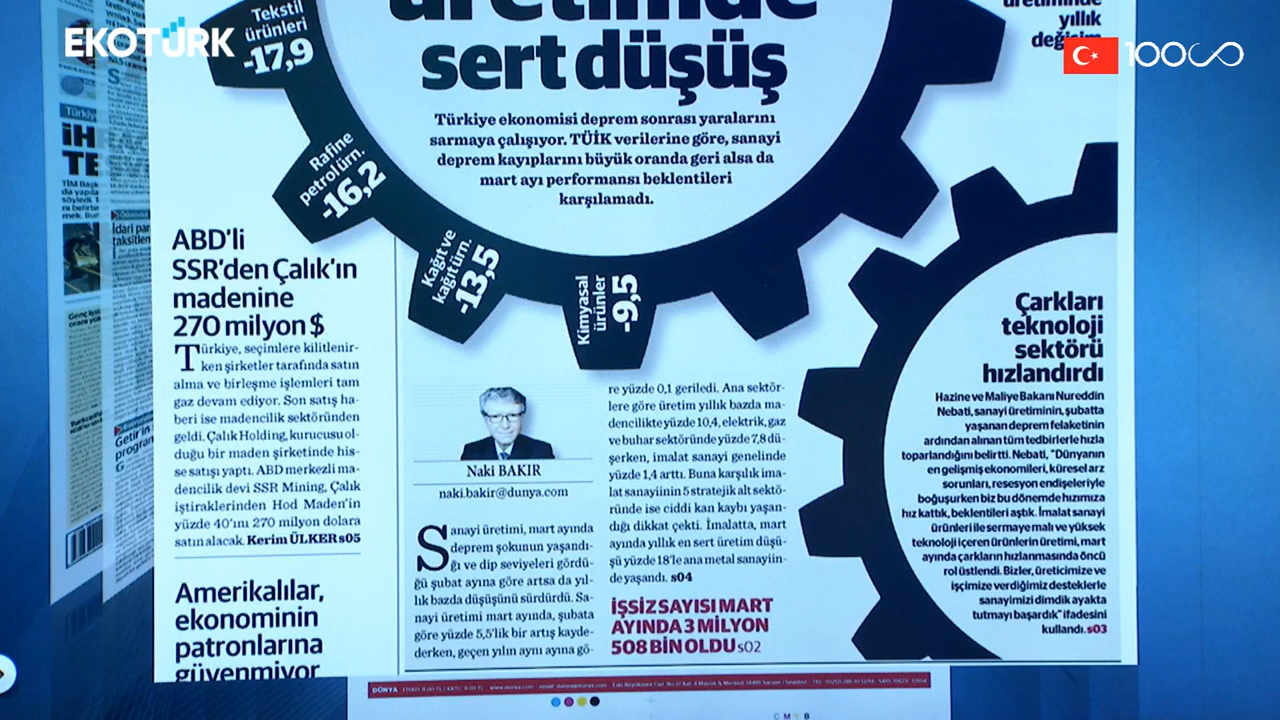 EKOTÜRK
100
Tekstil
ürünleri
-17,9
üretimde
sert düşüş
üretiminde
yıllık
değişim
Türkiye ekonomisi deprem sonrası yaralarını
sarmaya çalışıyor. TÜİK verilerine göre, sanayi
deprem kayıplarını büyük oranda geri alsa da
mart ayı performansı beklentileri
karşılamadı.
Rafine
petrol ürn.
-16,2
Kağıt ve
kağıt ürn.
-13,5
Kimyasal
ürünler
-9,5
ABD'li
SSR'den Çalık'ın
madenine
270 milyon $
Türkiye, seçimlere kilitlenir-
ken şirketler tarafında satın
alma ve birleşme işlemleri tam
gaz devam ediyor. Son satış ha-
beri ise madencilik sektöründen
geldi. Çalık Holding, kurucusu ol-
duğu bir maden şirketinde his-
se satışı yaptı. ABD merkezli ma-
dencilik devi SSR Mining, Çalık
iştiraklerinden Hod Maden'in
yüzde 40'ını 270 milyon dolara
satın alacak. Kerim ÜLKER s05
Amerikalılar,
ekonominin
patronlarına
güvenmiyor
Naki BAKIR
naki.bakir@dunya.com
Sanayi üretimi, mart ayında
deprem şokunun yaşandı-
ğı ve dip seviyeleri gördü-
ğü şubat ayına göre artsa da yıl-
lık bazda düşüşünü sürdürdü. Sa-
nayi üretimi mart ayında, şubata
göre yüzde 5,5'lik bir artış kayde-
derken, geçen yılın aynı ayına gö-
re yüzde 0,1 geriledi. Ana sektör-
lere göre üretim yıllık bazda ma-
dencilikte yüzde 10,4, elektrik, gaz
ve buhar sektöründe yüzde 7,8 dü-
şerken, imalat sanayi genelinde
yüzde 1,4 arttı. Buna karşılık ima-
lat sanayiinin 5 stratejik alt sektö-
ründe ise ciddi kan kaybı yaşan-
dığı dikkat çekti. İmalatta, mart
ayında yıllık en sert üretim düşü-
şü yüzde 18'le ana metal sanayiin-
de yaşandı. s04
İŞSİZ SAYISI MART
AYINDA 3 MİLYON
508 BİN OLDU s02
Çarkları
teknoloji
sektörü
hızlandırdı
Hazine ve Maliye Bakanı Nureddin
Nebati, sanayi üretiminin, şubatta
yaşanan deprem felaketinin
ardından alınan tüm tedbirlerle hızla
toparlandığını belirtti. Nebati, "Dünyanın
en gelişmiş ekonomileri, küresel arz
sorunları, resesyon endişeleriyle
boğuşurken biz bu dönemde hızımıza
hız kattık, beklentileri aştık. İmalat sanayi
ürünleri ile sermaye malı ve yüksek
teknoloji içeren ürünlerin üretimi, mart
ayında çarkların hızlanmasında öncü
rol üstlendi. Bizler, üreticimize ve
işçimize verdiğimiz desteklerle
sanayimizi dimdik ayakta
tutmayı başardık" ifadesini
kullandı. s03
DÜNYA
C M Y B